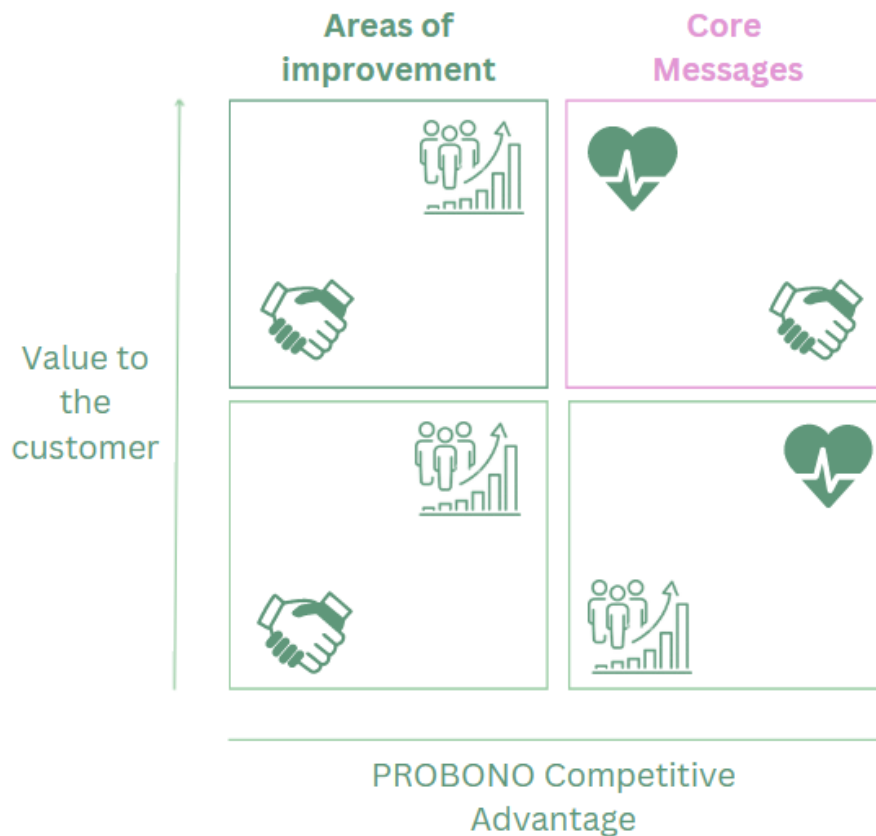 Areas of
improvement
Core
Messages
Value to
the
customer
PROBONO Competitive
Advantage